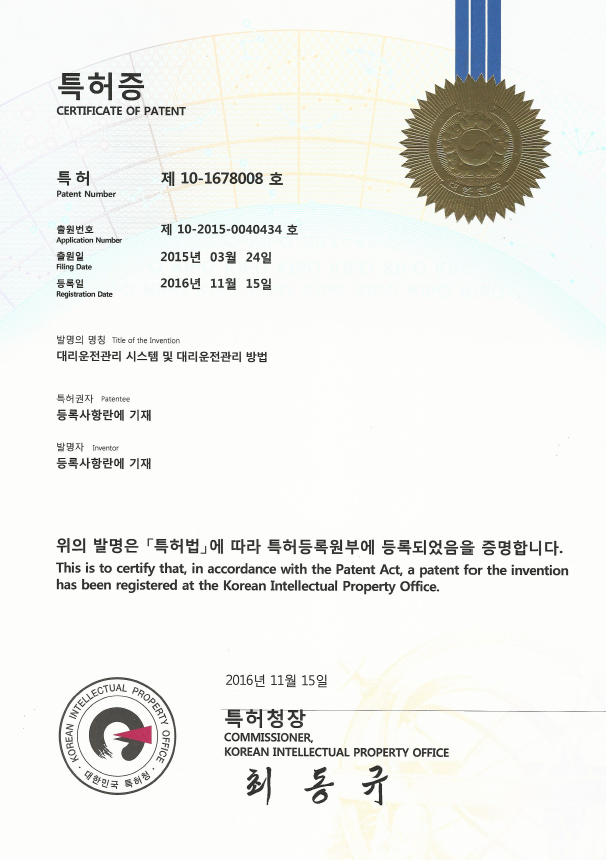 특허증
CERTIFICATE OF PATENT
특허 제 10-1678008 호
Patent Number
출원번호 제 10-2015-0040434 호
Application Number
출원일 2015년 03월 24일
Filing Date
등록일 2016년 11월 15일
Registration Date
발명의 명칭 Title of the Invention
대리운전관리 시스템 및 대리운전관리 방법
특허권자 Patentee
등록사항란에 기재
발명자 Inventor
등록사항란에 기재
위의 발명은 「특허법」에 따라 특허등록원부에 등록되었음을 증명합니다.
This is to certify that, in accordance with the Patent Act, a patent for the invention
has been registered at the Korean Intellectual Property Office.
2016년 11월 15일
특허청장
COMMISSIONER,
KOREAN INTELLECTUAL PROPERTY OFFICE
최동규
KOREAN INTELLECTUAL PROPERTY OFFICE
· 대한민국 특허청 ·
대한민국